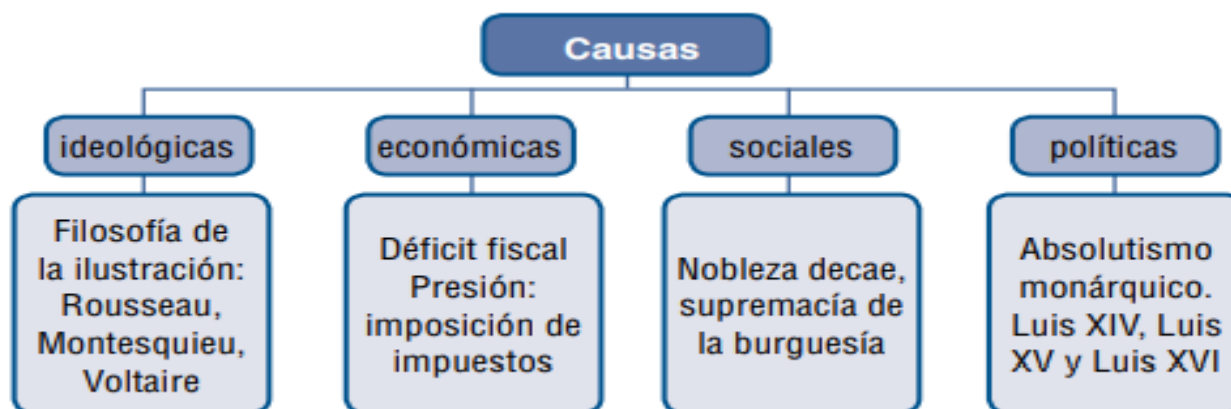 Causas
ideológicas
Filosofía de
la ilustración:
Rousseau,
Montesquieu,
Voltaire
económicas
Déficit fiscal
Presión:
imposición de
impuestos
sociales
Nobleza decae,
supremacía de
la burguesía
políticas
Absolutismo
monárquico.
Luis XIV, Luis
XV y Luis XVI